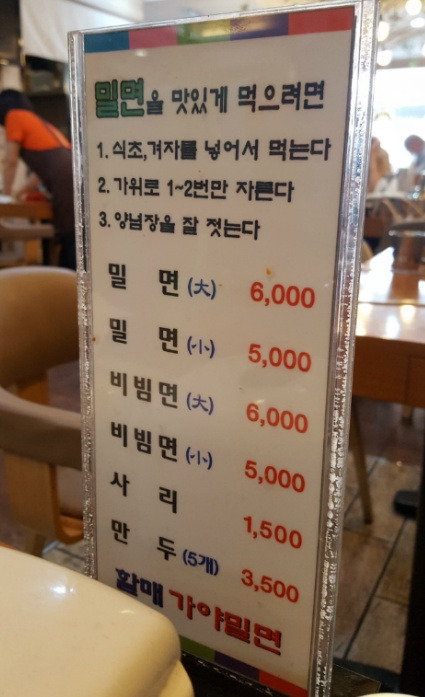 밀면을 맛있게 먹으려면
1. 식초,겨자를 넣어서 먹는다
2. 가위로 1~2번만 자른다
3. 양념장을 잘 젓는다
밀 면 (大) 6,000
밀 면 (小) 5,000
비빔면 (大) 6,000
비빔면 (小) 5,000
사 리 1,500
만 두 (5개) 3,500
할매 가야밀면